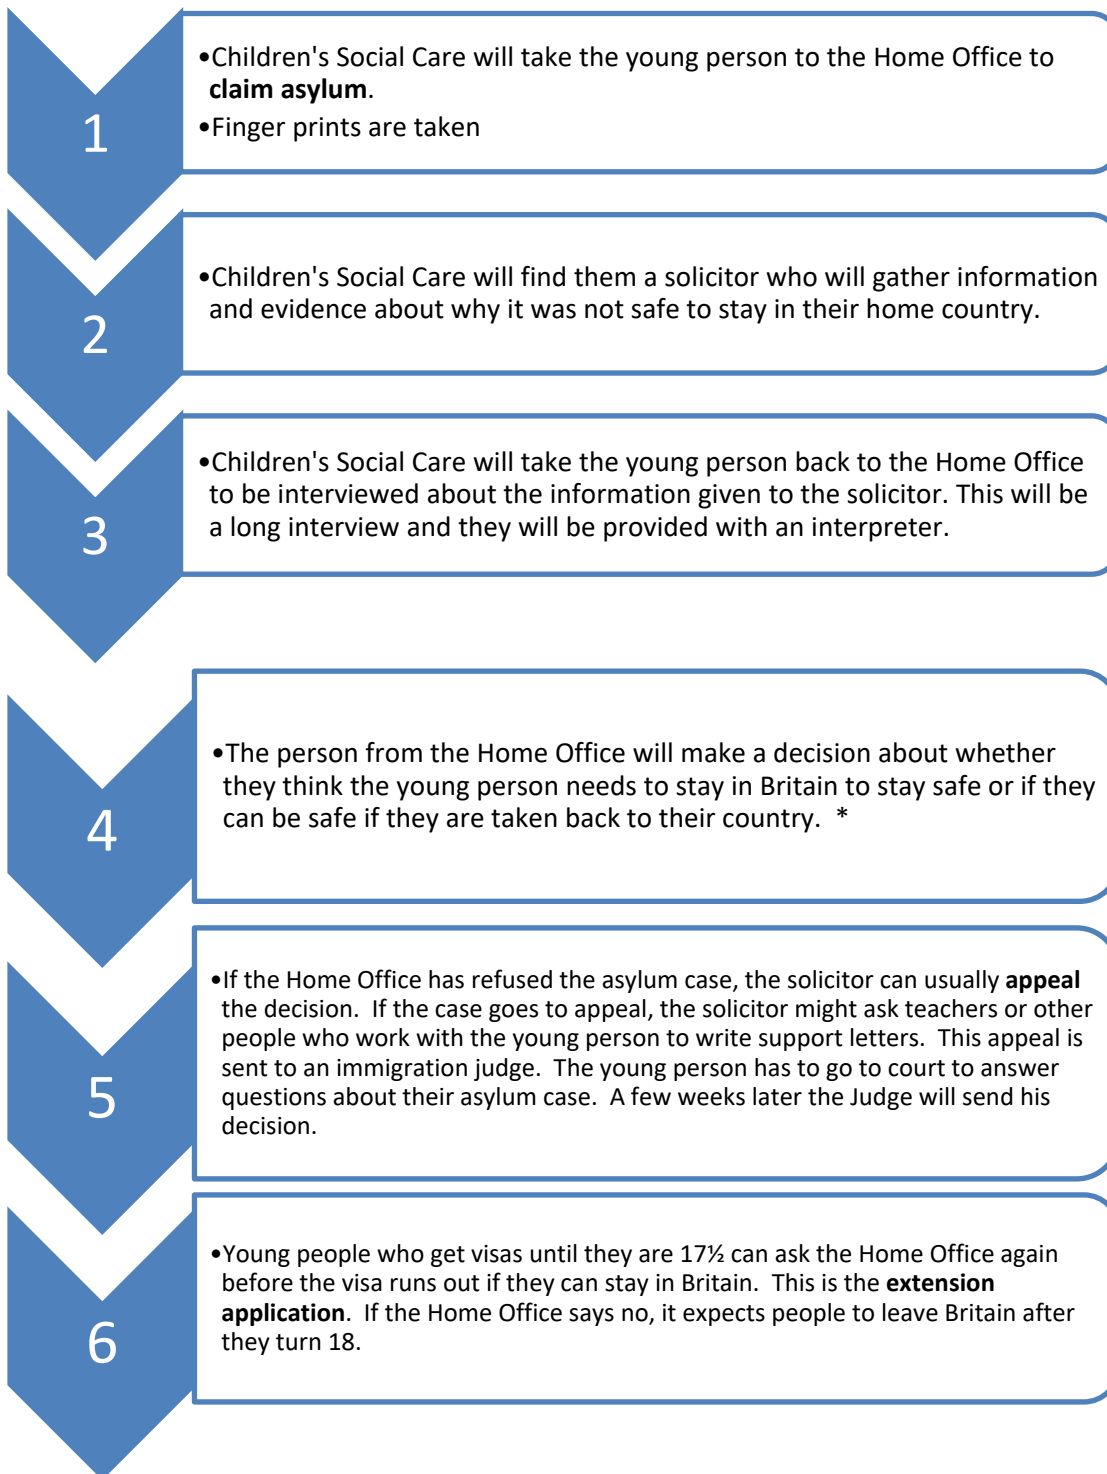 1
•Children's Social Care will take the young person to the Home Office to
claim asylum.
•Finger prints are taken
2
•Children's Social Care will find them a solicitor who will gather information
and evidence about why it was not safe to stay in their home country.
3
•Children's Social Care will take the young person back to the Home Office
to be interviewed about the information given to the solicitor. This will be
a long interview and they will be provided with an interpreter.
4
•The person from the Home Office will make a decision about whether
they think the young person needs to stay in Britain to stay safe or if they
can be safe if they are taken back to their country. *
5
•If the Home Office has refused the asylum case, the solicitor can usually appeal
the decision. If the case goes to appeal, the solicitor might ask teachers or other
people who work with the young person to write support letters. This appeal is
sent to an immigration judge. The young person has to go to court to answer
questions about their asylum case. A few weeks later the Judge will send his
decision.
6
•Young people who get visas until they are 17½ can ask the Home Office again
before the visa runs out if they can stay in Britain. This is the extension
application. If the Home Office says no, it expects people to leave Britain after
they turn 18.